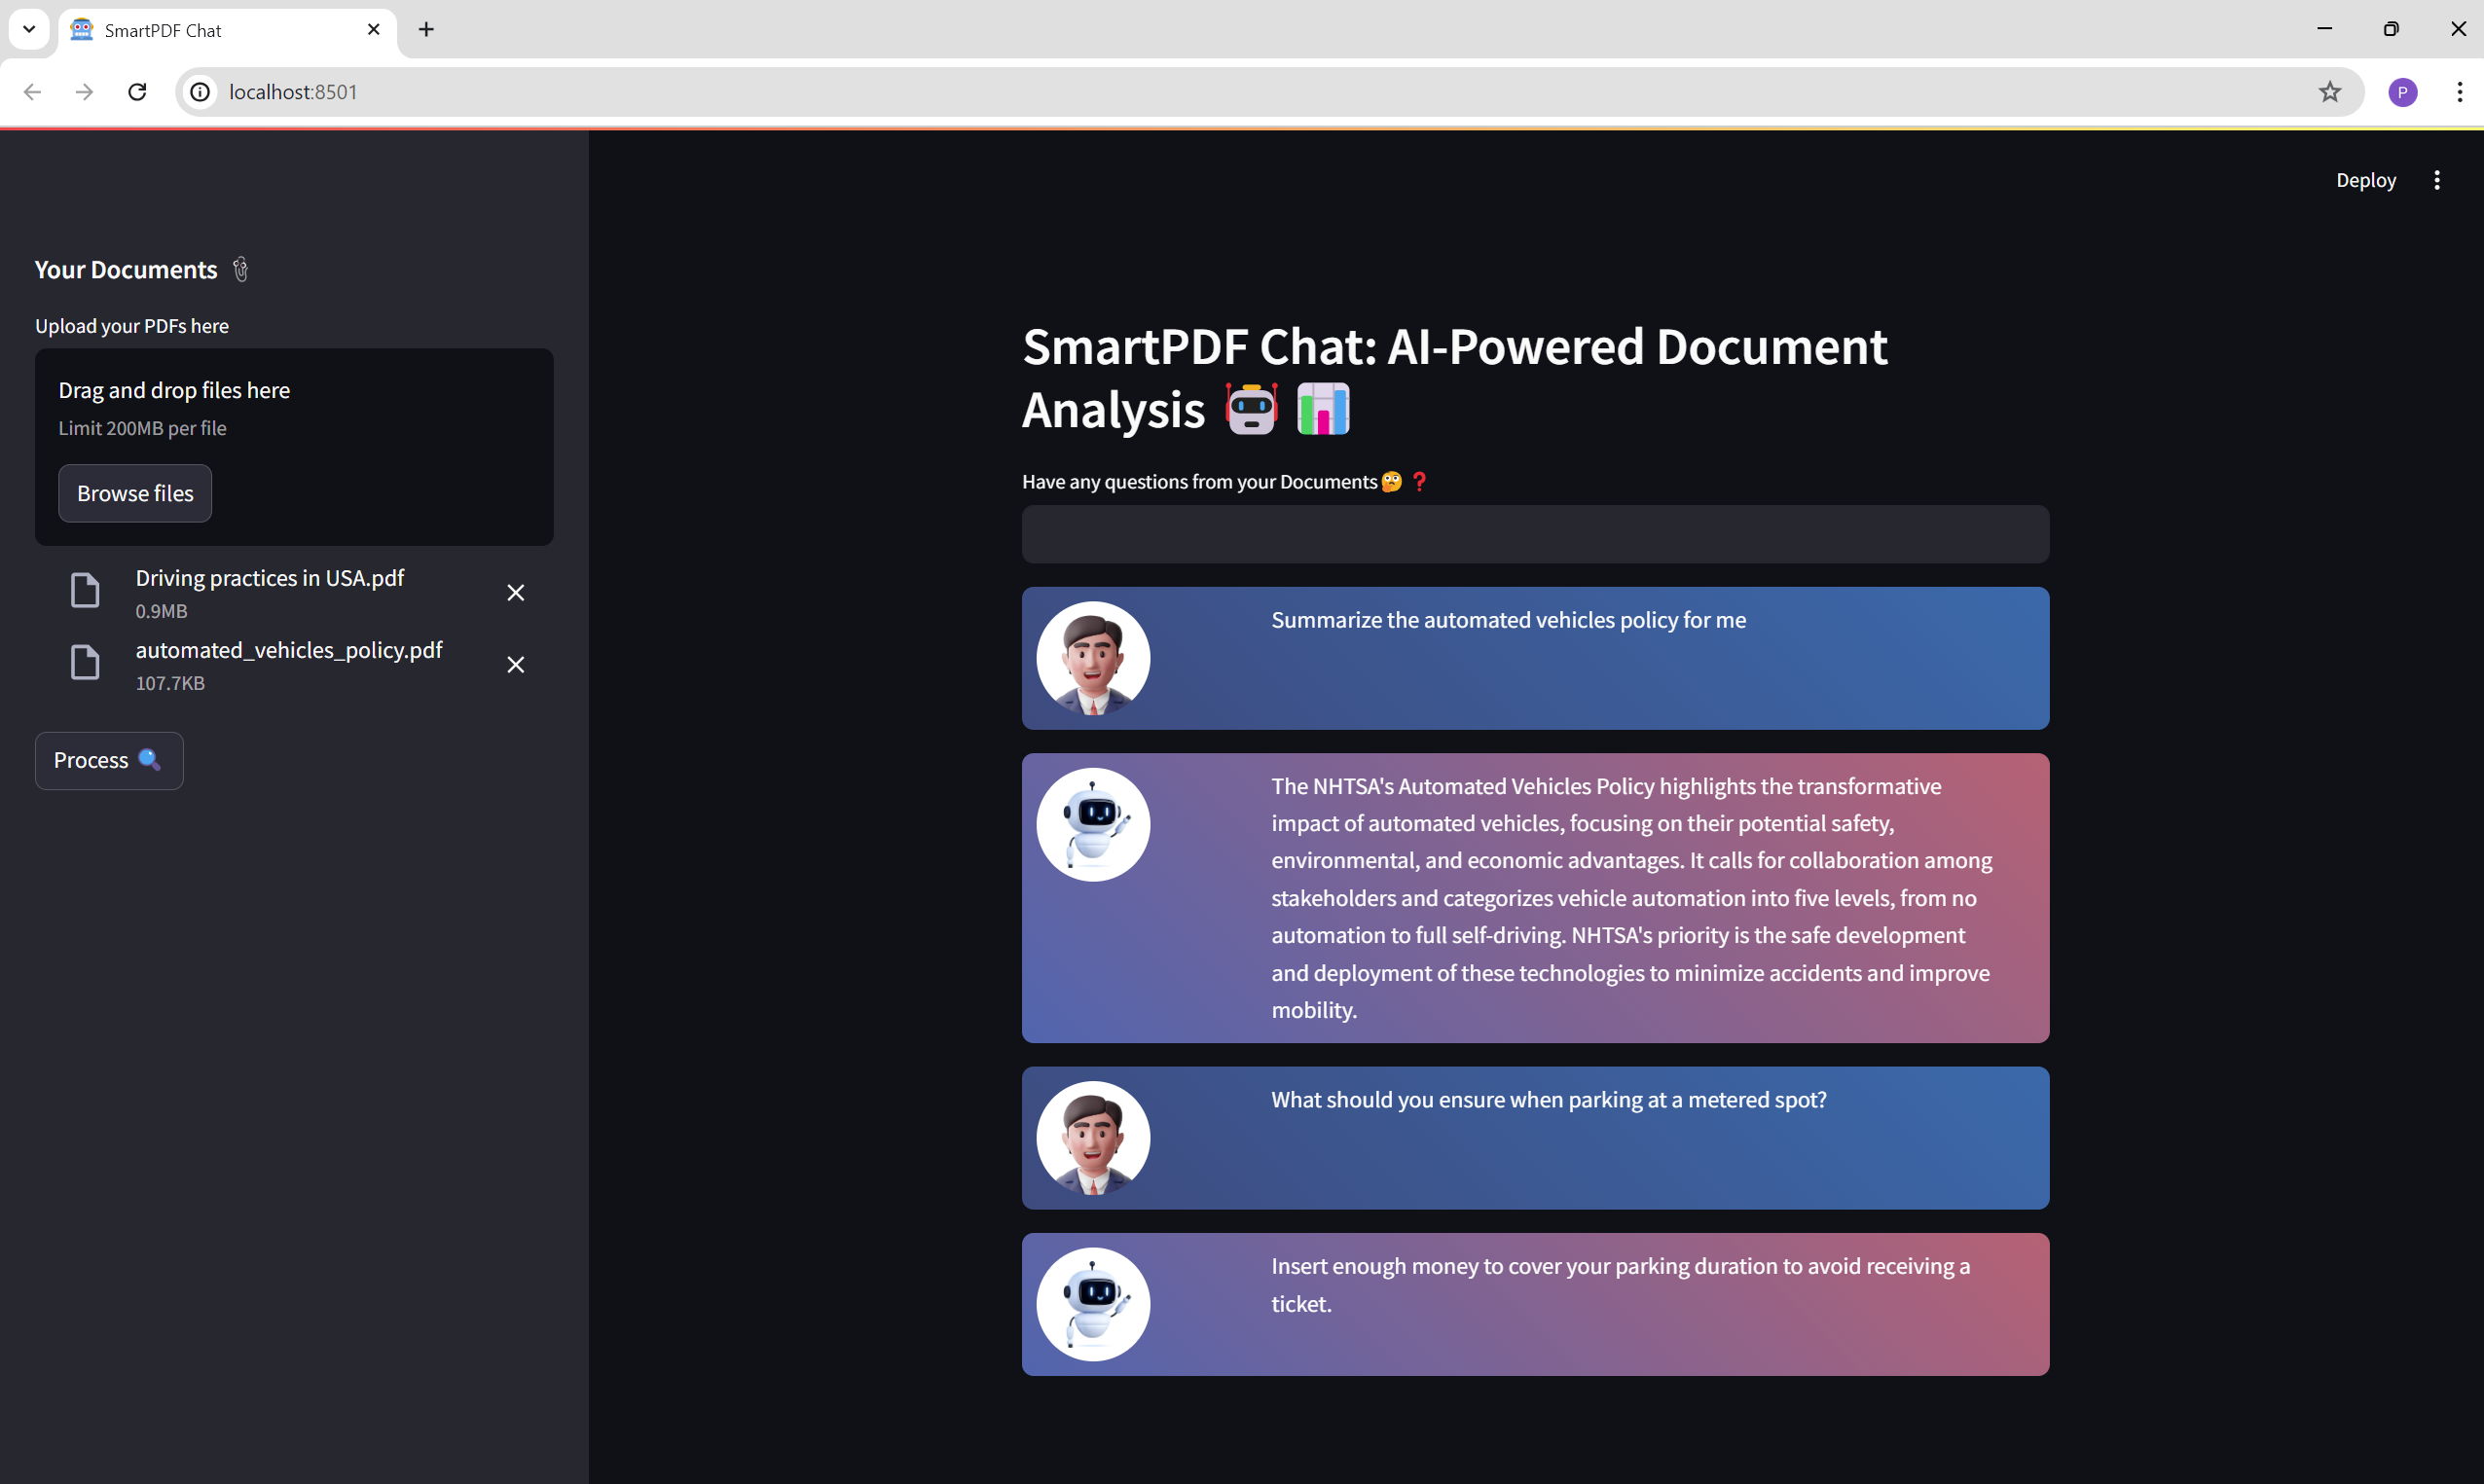 SmartPDF Chat
localhost:8501
P
Deploy
Your Documents
Upload your PDFs here
Drag and drop files here
Limit 200MB per file
Browse files
Driving practices in USA.pdf
0.9MB
automated_vehicles_policy.pdf
107.7KB
Process
SmartPDF Chat: AI-Powered Document
Analysis
Have any questions from your Documents🤔❓
Summarize the automated vehicles policy for me
The NHTSA's Automated Vehicles Policy highlights the transformative
impact of automated vehicles, focusing on their potential safety,
environmental, and economic advantages. It calls for collaboration among
stakeholders and categorizes vehicle automation into five levels, from no
automation to full self-driving. NHTSA's priority is the safe development
and deployment of these technologies to minimize accidents and improve
mobility.
What should you ensure when parking at a metered spot?
Insert enough money to cover your parking duration to avoid receiving a
ticket.